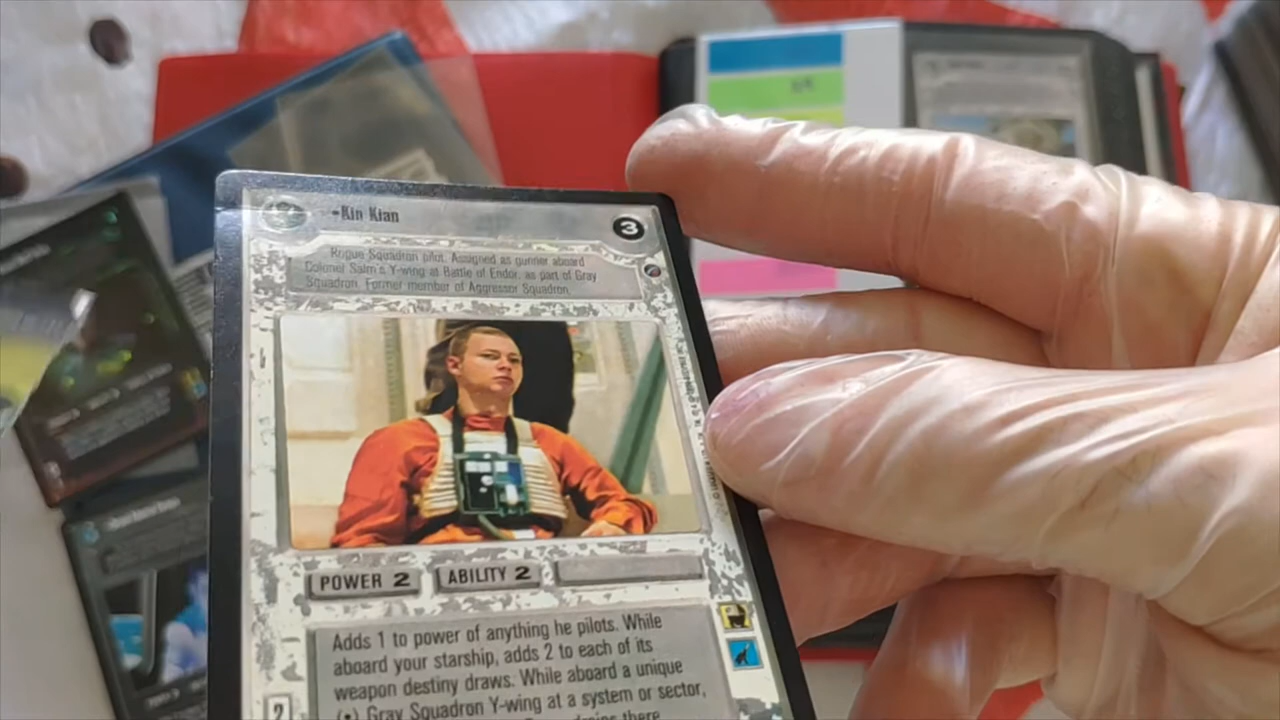 •Kin Kian
3
Rogue Squadron pilot. Assigned as gunner aboard
Colonel Salm's Y-wing at Battle of Endor, as part of Gray
Squadron. Former member of Aggressor Squadron.
POWER 2
ABILITY 2
Adds 1 to power of anything he pilots. While
aboard your starship, adds 2 to each of its
weapon destiny draws. While aboard a unique
(•) Gray Squadron Y-wing at a system or sector,
there
2